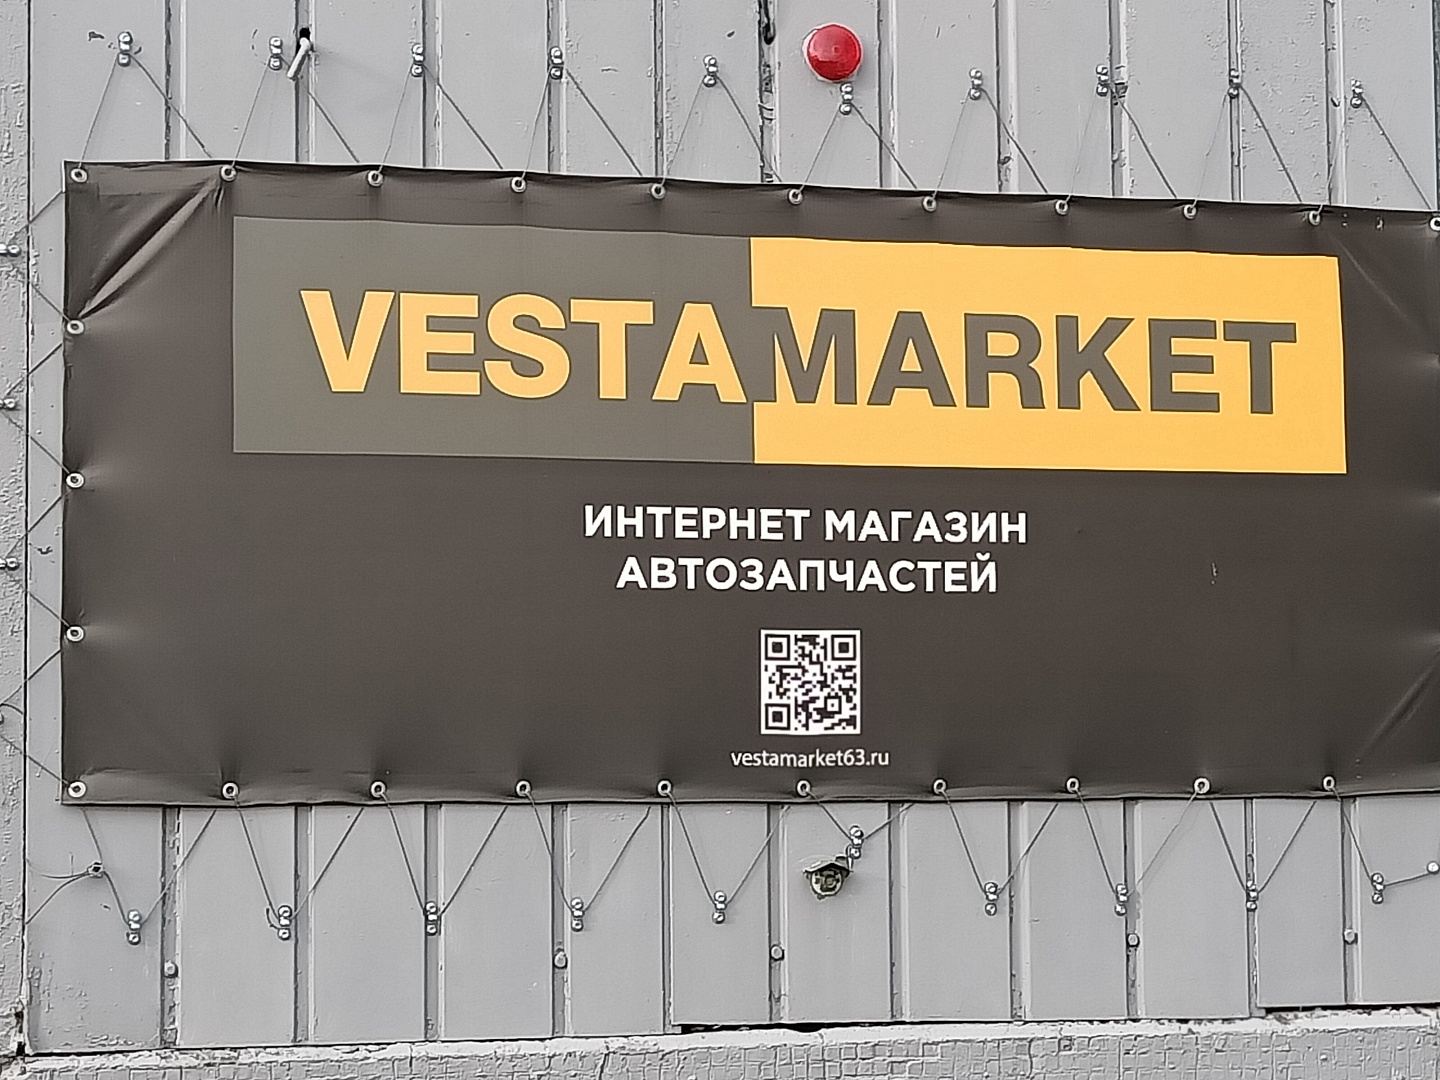 VESTAMARKET
ИНТЕРНЕТ МАГАЗИН
АВТОЗАПЧАСТЕЙ
vestamarket63.ru